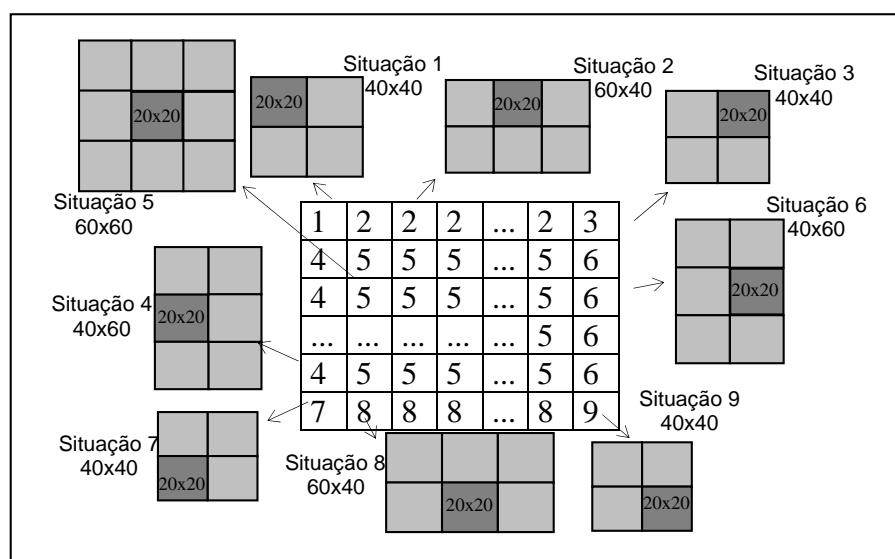 Situação 1
40x40
20x20
Situação 2
60x40
20x20
Situação 3
40x40
20x20
Situação 5
60x60
20x20
Situação 6
40x60
20x20
Situação 4
40x60
20x20
1 2 2 2 ... 2 3
4 5 5 5 ... 5 6
4 5 5 5 ... 5 6
... ... ... ... 5 6
4 5 5 5 ... 5 6
7 8 8 8 ... 8 9
Situação 7
40x40
20x20
Situação 8
60x40
20x20
Situação 9
40x40
20x20